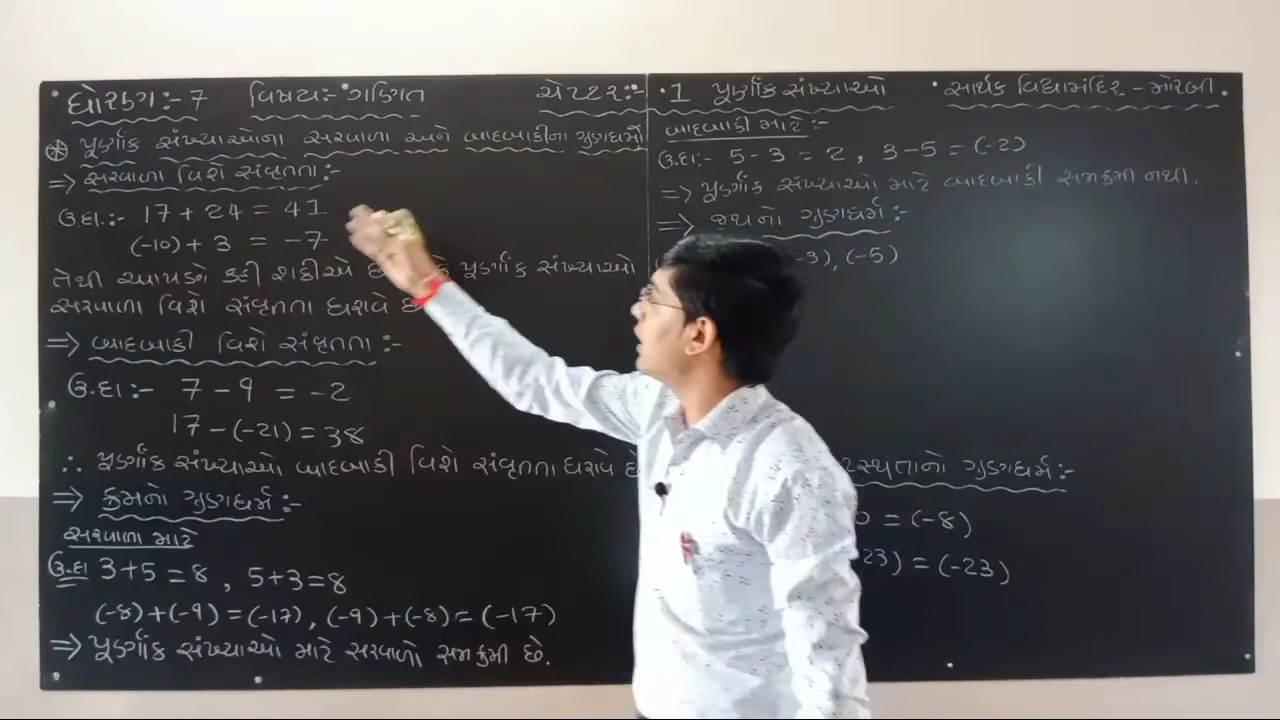 ધોરણ:- 7 વિષય:- ગણિત ચેપ્ટર:- 1 પૂર્ણાંક સંખ્યાઓ સાર્થક વિદ્યામંદિર - મોરબી.
પૂર્ણાંક સંખ્યાઓના સરવાળા અને બાદબાકીના ગુણધર્મો
=> સરવાળા વિશે સંવૃતતા:-
ઉ.દા.:- 17 + 24 = 41
(-10) + 3 = -7
તેથી આપણે કહી શકીએ કે પૂર્ણાંક સંખ્યાઓ
સરવાળા વિશે સંવૃતતા ધરાવે છે
=> બાદબાકી વિશે સંવૃતતા:-
ઉ.દા:- 7 - 9 = -2
17 - (-21) = 38
∴ પૂર્ણાંક સંખ્યાઓ બાદબાકી વિશે સંવૃતતા ધરાવે છે
=> ક્રમનો ગુણધર્મ:-
સરવાળા માટે
ઉ.દા 3+5=8, 5+3=8
(-8)+(-9)=(-17), (-9)+(-8)=(-17)
=> પૂર્ણાંક સંખ્યાઓ માટે સરવાળો સમક્રમી છે.
બાદબાકી માટે:-
ઉ.દા:- 5-3=2, 3-5=(-2)
=> પૂર્ણાંક સંખ્યાઓ માટે બાદબાકી સમક્રમી નથી.
=> જૂથનો ગુણધર્મ:-
-3), (-5)
ગુણધર્મ:-
0 = (-8)
23) = (-23)